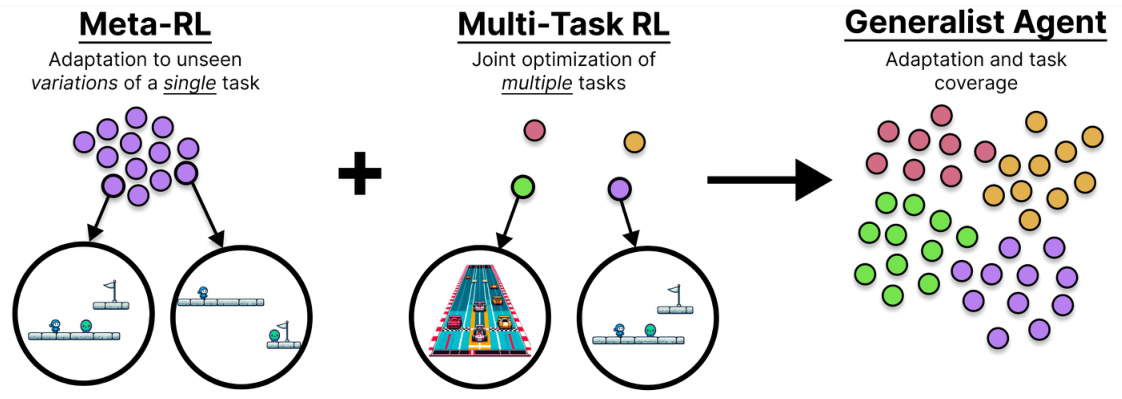 Meta-RL
Adaptation to unseen
variations of a single task
Multi-Task RL
Joint optimization of
multiple tasks
Generalist Agent
Adaptation and task
coverage